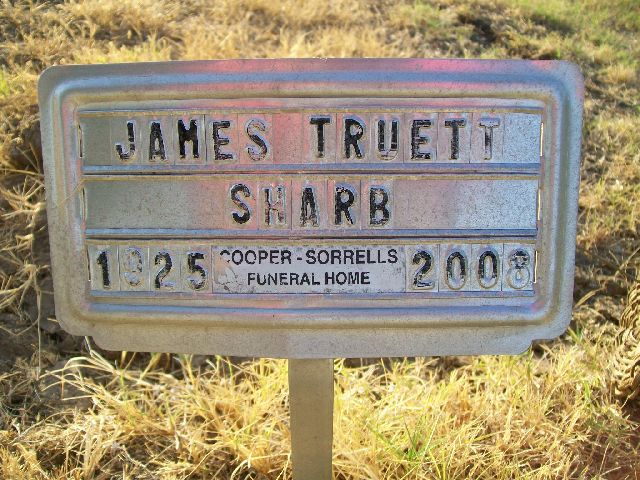 JAMES TRUETT
SHARB
1925 COOPER-SORRELLS 2008
FUNERAL HOME